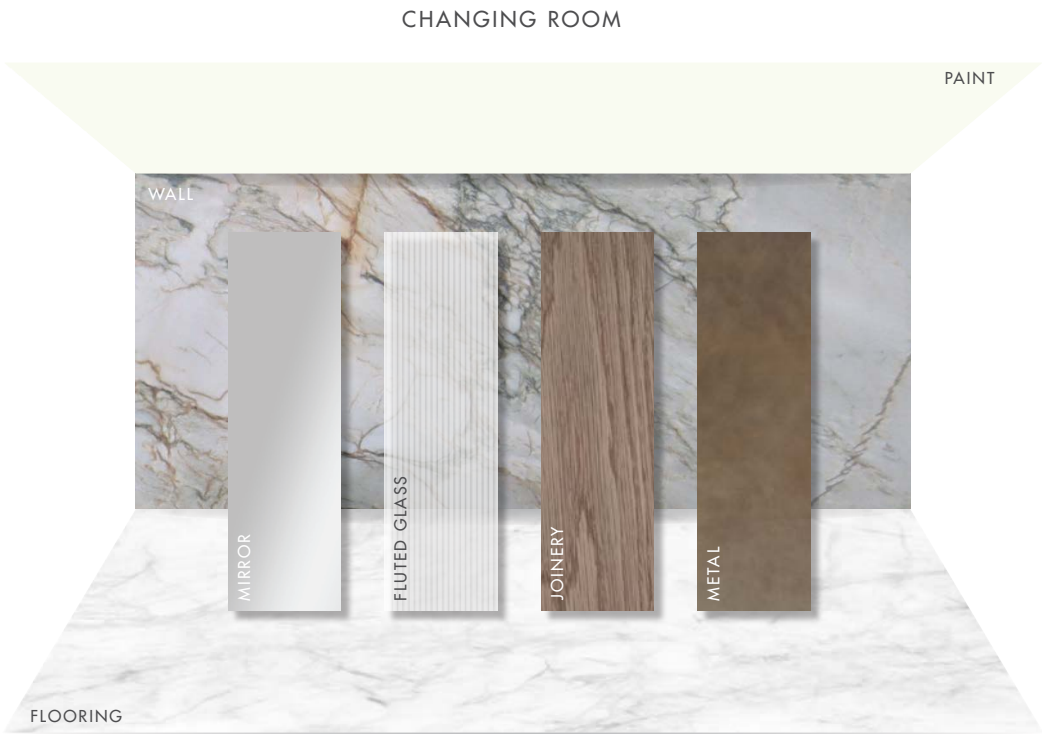 CHANGING ROOM
PAINT
WALL
MIRROR
FLUTED GLASS
JOINERY
METAL
FLOORING